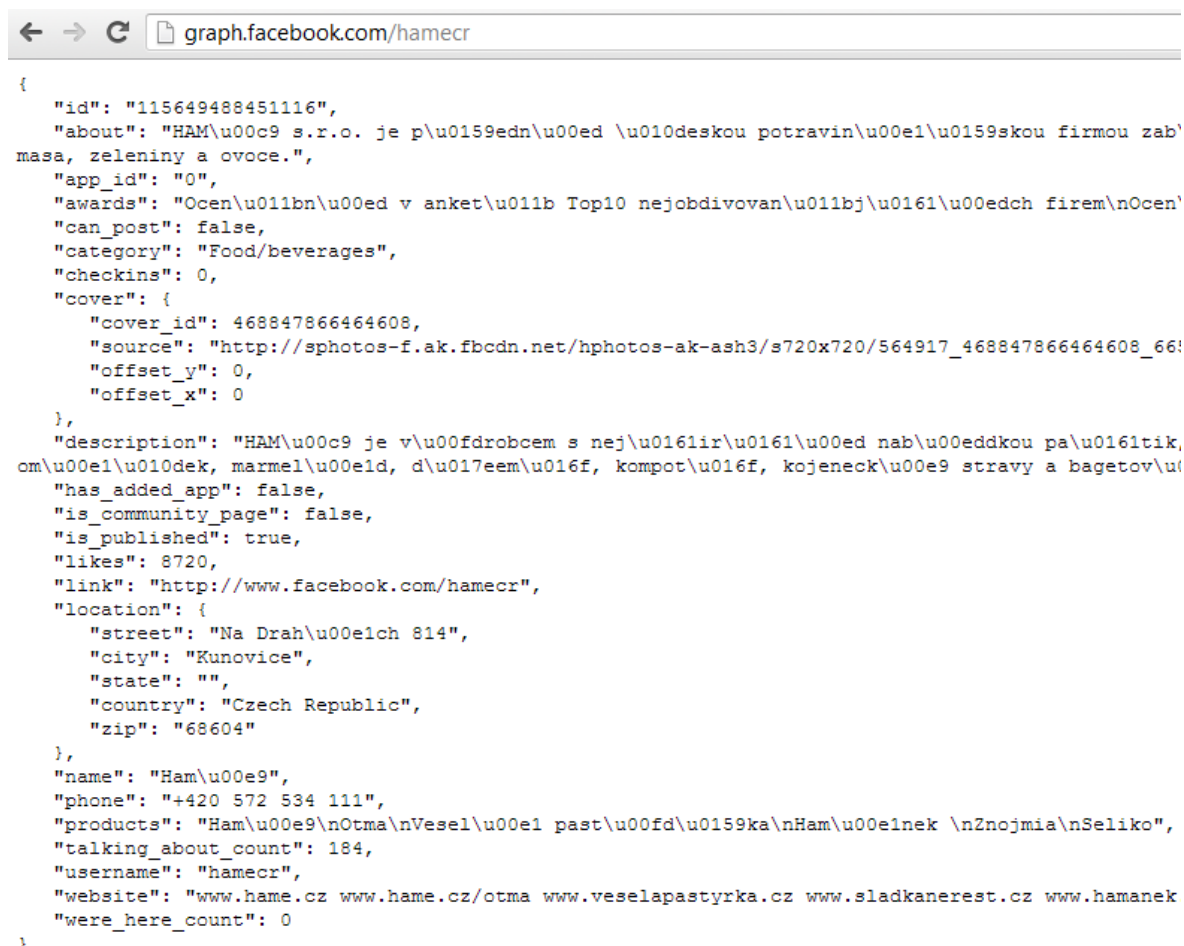 graph.facebook.com/hamecr
{
"id": "115649488451116",
"about": "HAM\u00c9 s.r.o. je p\u0159edn\u00ed \u010deskou potravin\u00e1\u0159skou firmou zab\
masa, zeleniny a ovoce.",
"app_id": "0",
"awards": "Ocen\u011bn\u00ed v anket\u011b Top10 nejobdivovan\u011bj\u0161\u00edch firem\nOcen\
"can_post": false,
"category": "Food/beverages",
"checkins": 0,
"cover": {
"cover_id": 468847866464608,
"source": "http://sphotos-f.ak.fbcdn.net/hphotos-ak-ash3/s720x720/564917_468847866464608_665
"offset_y": 0,
"offset_x": 0
},
"description": "HAM\u00c9 je v\u00fdrobcem s nej\u0161ir\u0161\u00ed nab\u00eddkou pa\u0161tik,
om\u00e1\u010dek, marmel\u00e1d, d\u017eem\u016f, kompot\u016f, kojeneck\u00e9 stravy a bagetov\u0
"has_added_app": false,
"is_community_page": false,
"is_published": true,
"likes": 8720,
"link": "http://www.facebook.com/hamecr",
"location": {
"street": "Na Drah\u00e1ch 814",
"city": "Kunovice",
"state": "",
"country": "Czech Republic",
"zip": "68604"
},
"name": "Ham\u00e9",
"phone": "+420 572 534 111",
"products": "Ham\u00e9\nOtma\nVesel\u00e1 past\u00fd\u0159ka\nHam\u00e1nek \nZnojmia\nSeliko",
"talking_about_count": 184,
"username": "hamecr",
"website": "www.hame.cz www.hame.cz/otma www.veselapastyrka.cz www.sladkanerest.cz www.hamanek
"were_here_count": 0
}